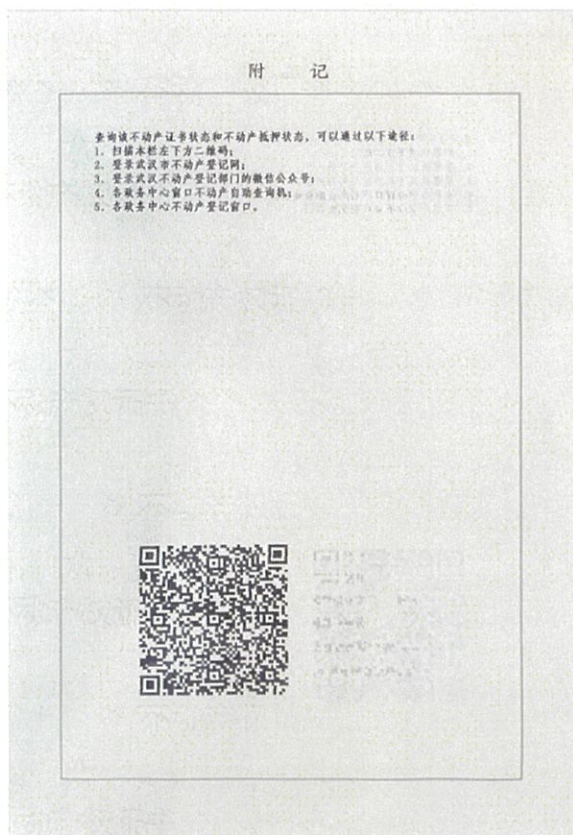 附 记
查询该不动产证书状态和不动产抵押状态，可以通过以下途径：
1. 扫描本栏左下方二维码；
2. 登录武汉市不动产登记网；
3. 登录武汉不动产登记部门的微信公众号；
4. 各政务中心窗口不动产自动查询机；
5. 各政务中心不动产登记窗口。